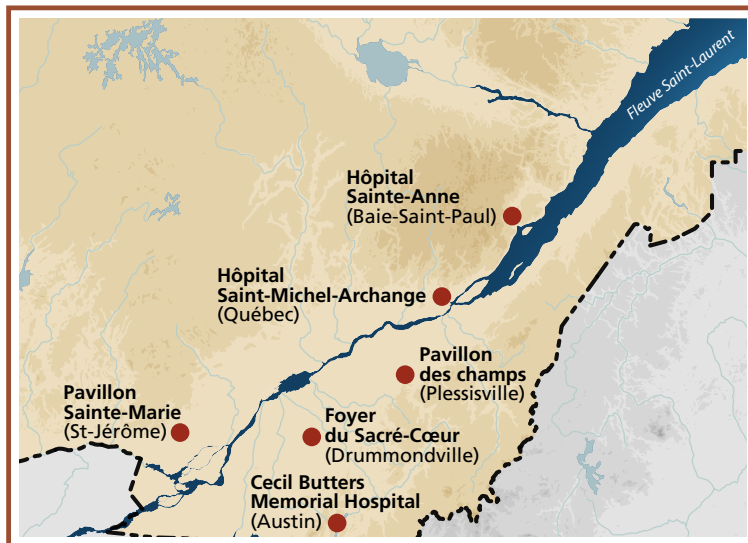 Fleuve Saint-Laurent
Hôpital
Sainte-Anne
(Baie-Saint-Paul)
Hôpital
Saint-Michel-Archange
(Québec)
Pavillon
des champs
(Plessisville)
Pavillon
Sainte-Marie
(St-Jérôme)
Foyer
du Sacré-Cœur
(Drummondville)
Cecil Butters
Memorial Hospital
(Austin)